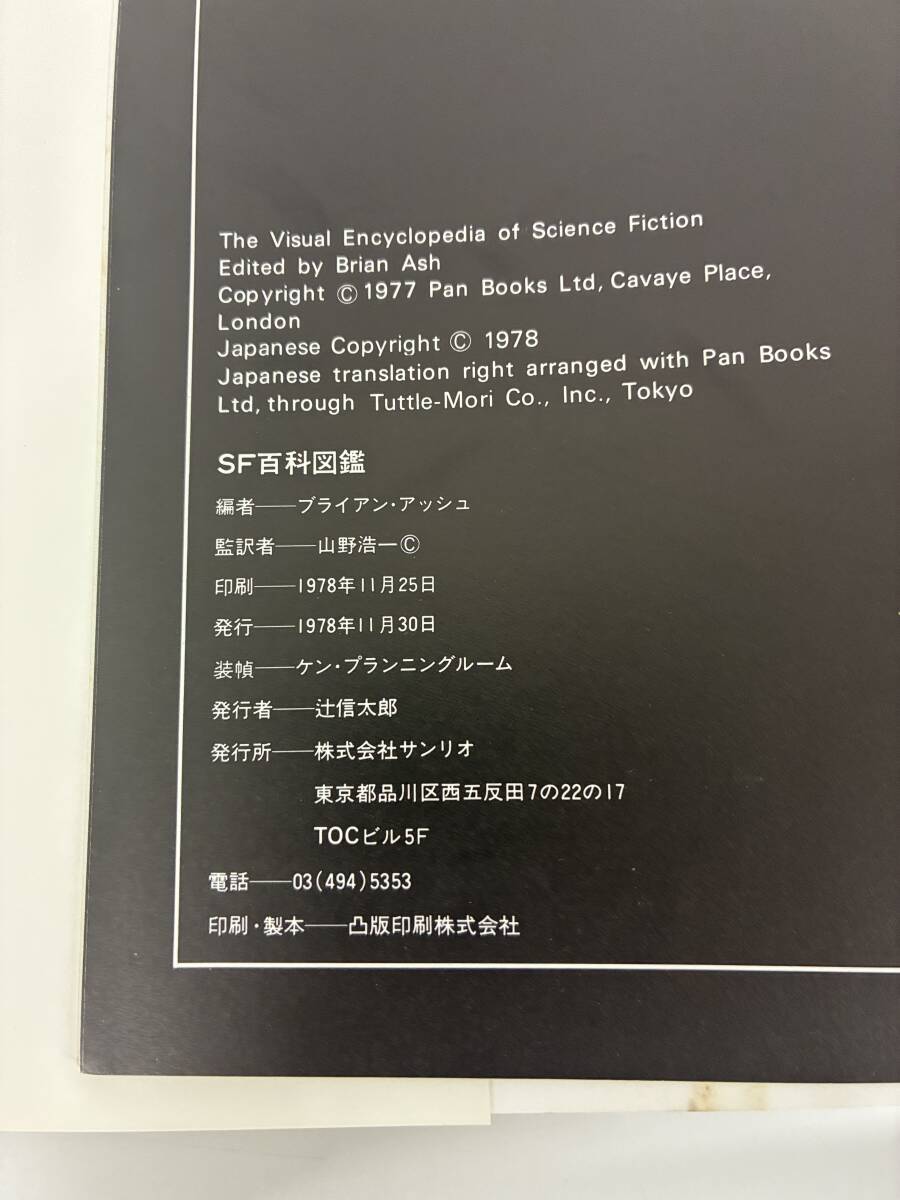 The Visual Encyclopedia of Science Fiction
Edited by Brian Ash
Copyright © 1977 Pan Books Ltd, Cavaye Place,
London
Japanese Copyright © 1978
Japanese translation right arranged with Pan Books
Ltd, through Tuttle-Mori Co., Inc., Tokyo
SF百科図鑑
編者──ブライアン・アッシュ
監訳者──山野浩一©
印刷──1978年11月25日
発行──1978年11月30日
装幀──ケン・プランニングルーム
発行者──辻信太郎
発行所──株式会社サンリオ
東京都品川区西五反田7の22の17
TOCビル5F
電話──03(494)5353
印刷・製本──凸版印刷株式会社